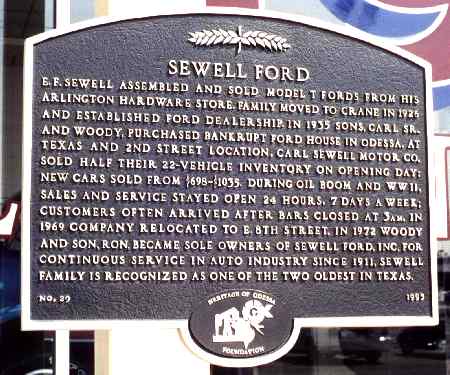 SEWELL FORD
E.F. SEWELL ASSEMBLED AND SOLD MODEL T FORDS FROM HIS
ARLINGTON HARDWARE STORE. FAMILY MOVED TO CRANE IN 1926
AND ESTABLISHED FORD DEALERSHIP. IN 1935 SONS, CARL SR.
AND WOODY, PURCHASED BANKRUPT FORD HOUSE IN ODESSA. AT
TEXAS AND 2ND STREET LOCATION, CARL SEWELL MOTOR CO.
SOLD HALF THEIR 22-VEHICLE INVENTORY ON OPENING DAY;
NEW CARS SOLD FROM $698-$1035. DURING OIL BOOM AND WW II,
SALES AND SERVICE STAYED OPEN 24 HOURS, 7 DAYS A WEEK;
CUSTOMERS OFTEN ARRIVED AFTER BARS CLOSED AT 3AM. IN
1969 COMPANY RELOCATED TO E. 8TH STREET. IN 1972 WOODY
AND SON, RON, BECAME SOLE OWNERS OF SEWELL FORD, INC. FOR
CONTINUOUS SERVICE IN AUTO INDUSTRY SINCE 1911, SEWELL
FAMILY IS RECOGNIZED AS ONE OF THE TWO OLDEST IN TEXAS.
NO. 29
HERITAGE OF ODESSA
FOUNDATION